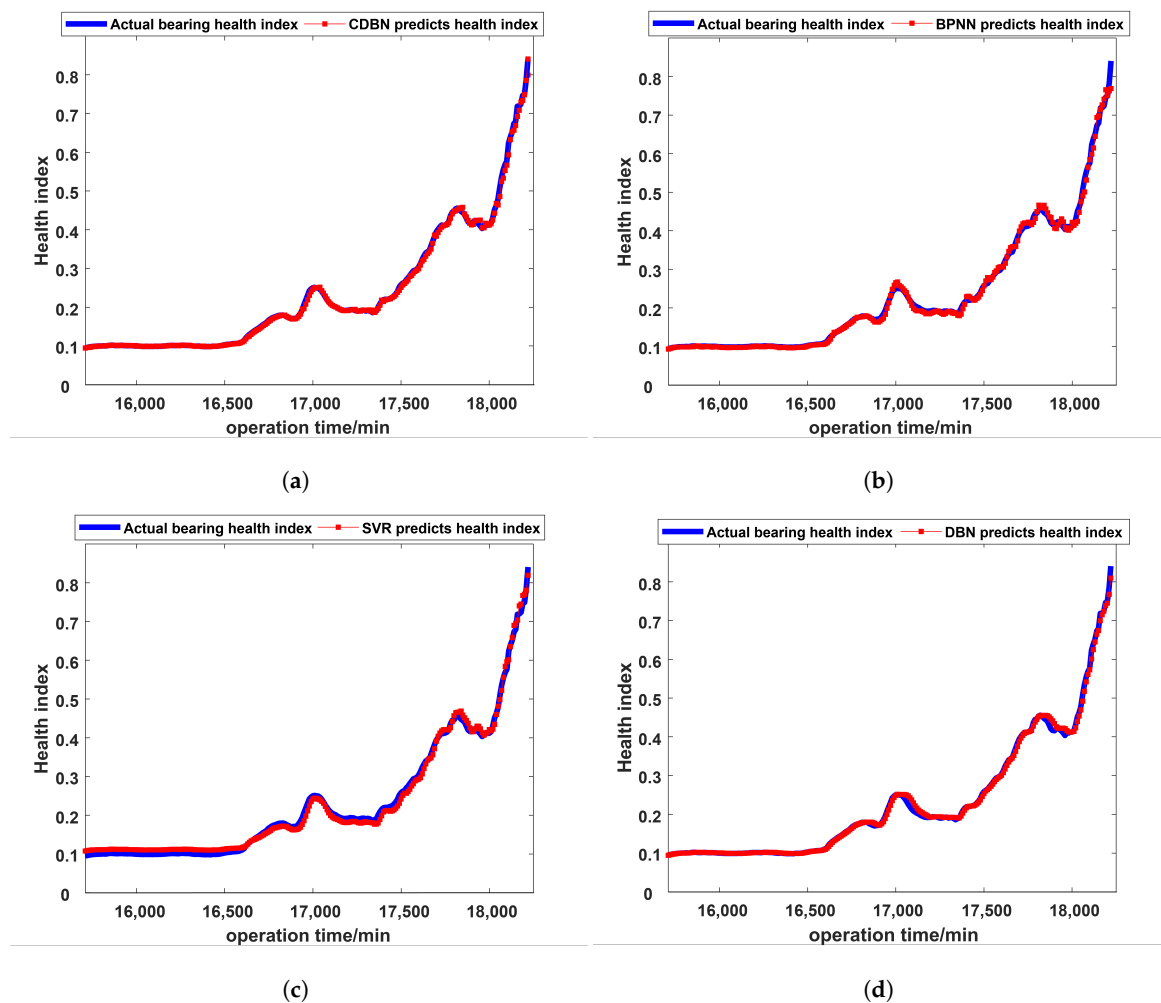 Actual bearing health index CDBN predicts health index
Health index
0.8
0.7
0.6
0.5
0.4
0.3
0.2
0.1
0
16,000 16,500 17,000 17,500 18,000
operation time/min
(a)
Actual bearing health index BPNN predicts health index
Health index
0.8
0.7
0.6
0.5
0.4
0.3
0.2
0.1
0
16,000 16,500 17,000 17,500 18,000
operation time/min
(b)
Actual bearing health index SVR predicts health index
Health index
0.8
0.7
0.6
0.5
0.4
0.3
0.2
0.1
0
16,000 16,500 17,000 17,500 18,000
operation time/min
(c)
Actual bearing health index DBN predicts health index
Health index
0.8
0.7
0.6
0.5
0.4
0.3
0.2
0.1
0
16,000 16,500 17,000 17,500 18,000
operation time/min
(d)